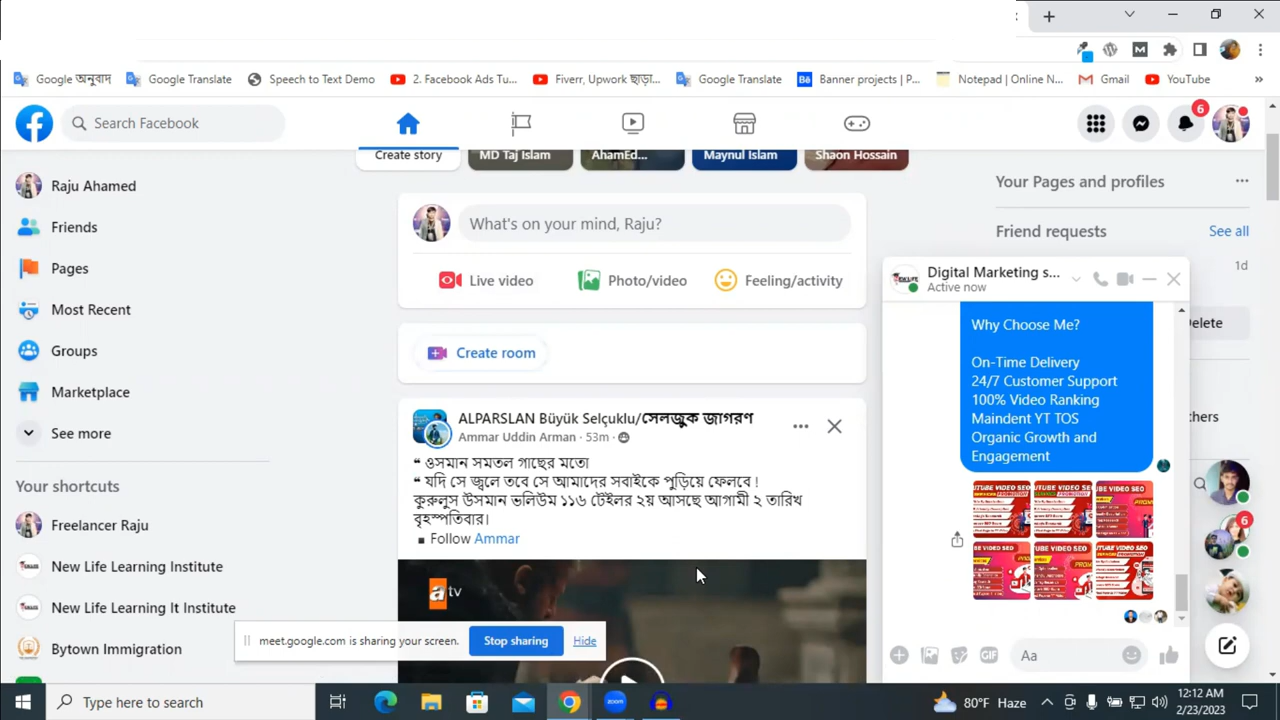 Google অনুবাদ
Google Translate
Speech to Text Demo
2. Facebook Ads Tu...
Fiverr, Upwork ছাড়া...
Google Translate
Banner projects | P...
Notepad | Online N...
Gmail
YouTube
Search Facebook
6
Create story
MD Taj Islam
AhamEd...
Maynul Islam
Shaon Hossain
Raju Ahamed
Friends
Pages
Most Recent
Groups
Marketplace
See more
Your shortcuts
Freelancer Raju
New Life Learning Institute
New Life Learning It Institute
Bytown Immigration
What's on your mind, Raju?
Live video
Photo/video
Feeling/activity
Create room
ALPARSLAN Büyük Selçuklu/সেলজুক জাগরণ
Ammar Uddin Arman · 53m ·
❝ ওসমান সমতল গাছের মতো
❝ যদি সে জ্বলে তবে সে আমাদের সবাইকে পুড়িয়ে ফেলবে !
কুরুলুস উসমান ভলিউম ১১৬ টেইলর ২য় আসছে আগামী ২ তারিখ
বৃহস্পতিবার।
▪ Follow Ammar
atv
Your Pages and profiles
Friend requests
See all
1d
Delete
thers
Digital Marketing s...
Active now
Why Choose Me?
On-Time Delivery
24/7 Customer Support
100% Video Ranking
Maindent YT TOS
Organic Growth and
Engagement
6
GIF
Aa
meet.google.com is sharing your screen.
Stop sharing
Hide
Type here to search
zoom
80°F Haze
12:12 AM
2/23/2023